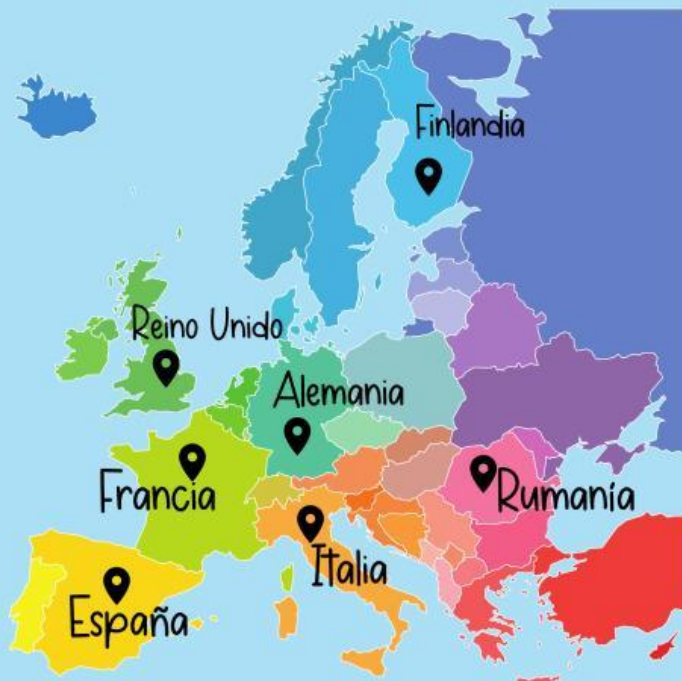 Finlandia
Reino Unido
Alemania
Francia
Rumanía
Italia
España